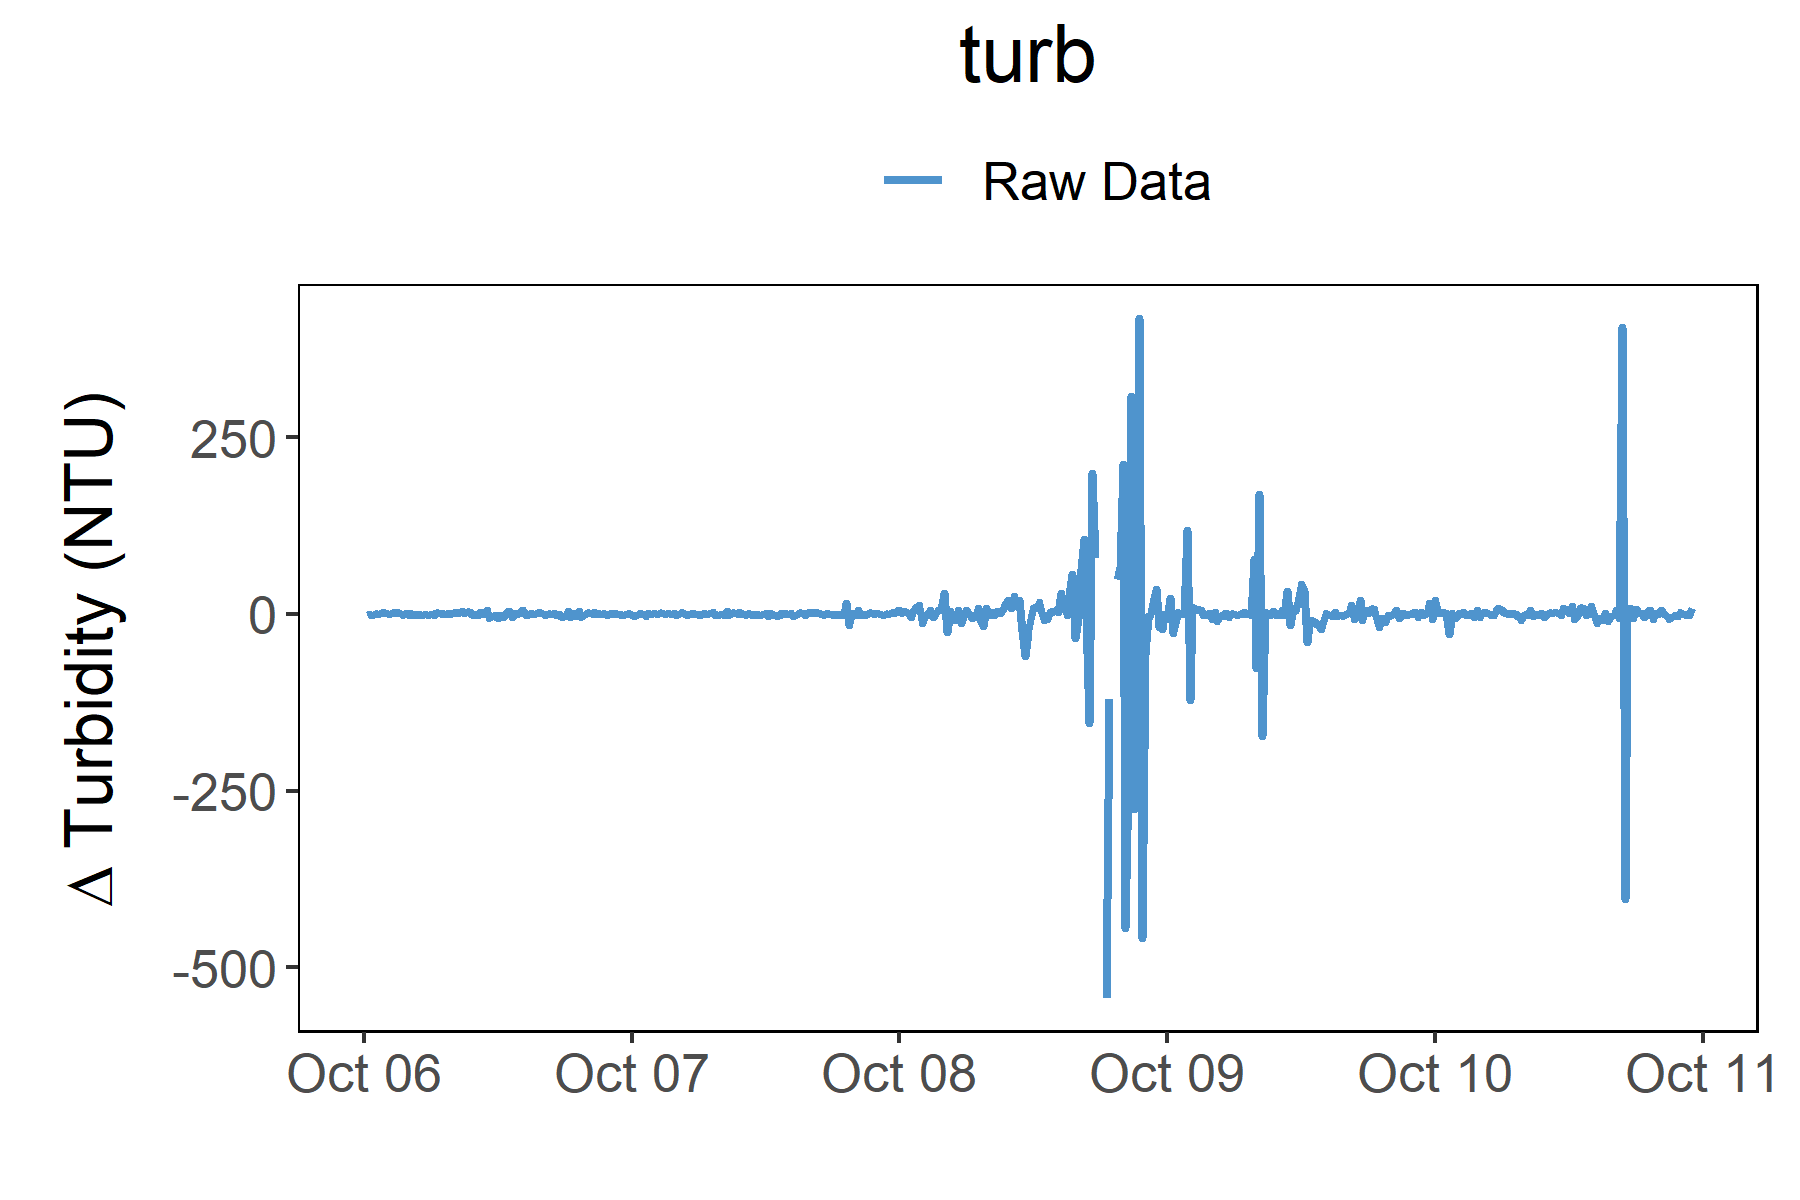 turb
Raw Data
Δ Turbidity (NTU)
250
0
-250
-500
Oct 06
Oct 07
Oct 08
Oct 09
Oct 10
Oct 11